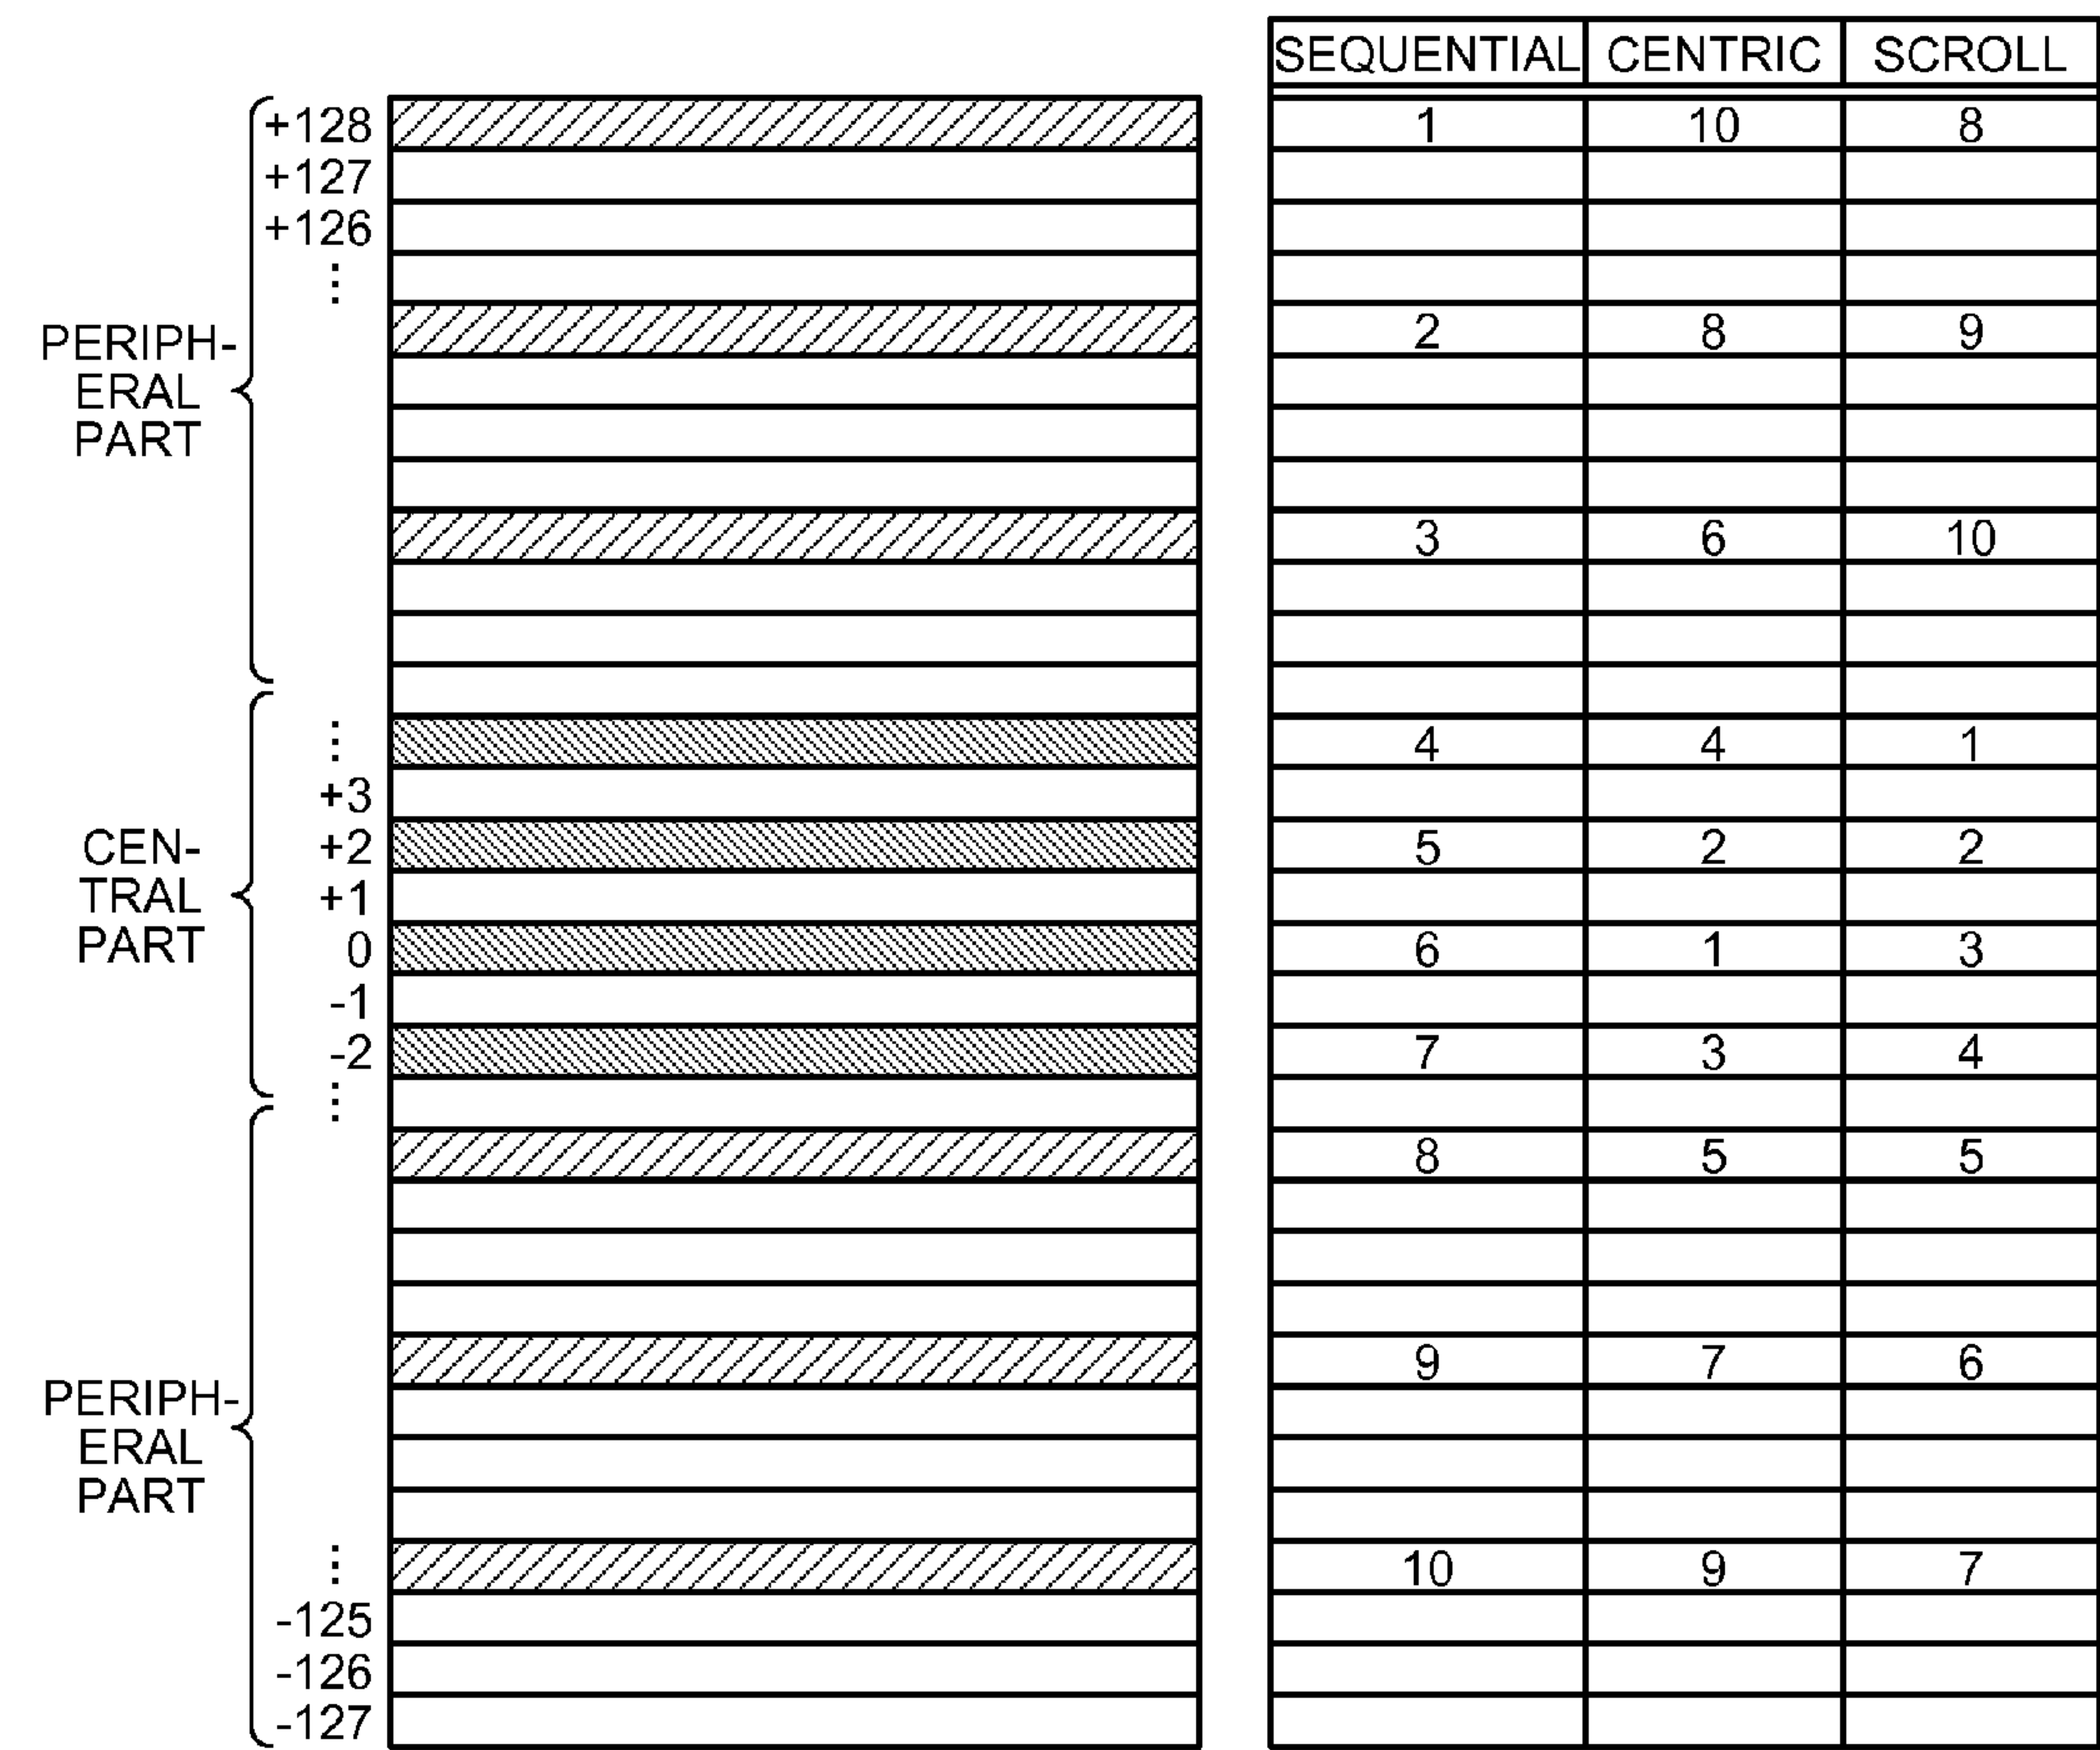 SEQUENTIAL CENTRIC SCROLL
+128 1 10 8
+127
+126
⋮
2 8 9
PERIPH-
ERAL
PART
3 6 10
⋮ 4 4 1
+3
CEN-
TRAL
PART
+2 5 2 2
+1
0 6 1 3
-1
-2 7 3 4
⋮
8 5 5
9 7 6
PERIPH-
ERAL
PART
⋮ 10 9 7
-125
-126
-127